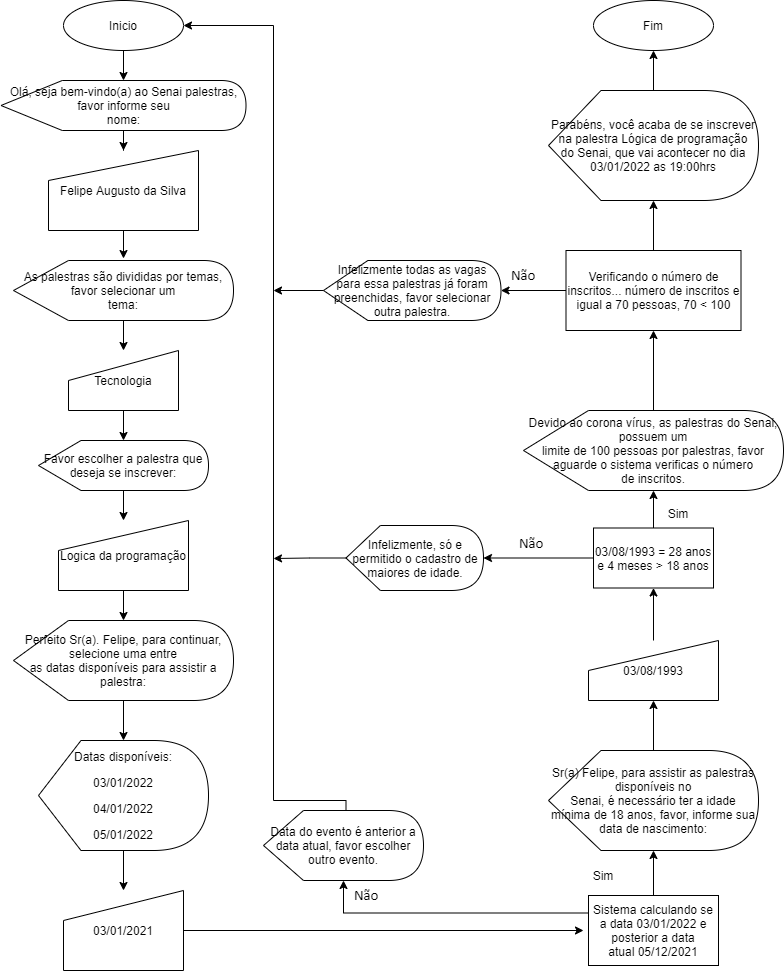 Inicio
Olá, seja bem-vindo(a) ao Senai palestras,
favor informe seu
nome:
Felipe Augusto da Silva
As palestras são divididas por temas,
favor selecionar um
tema:
Tecnologia
Favor escolher a palestra que
deseja se inscrever:
Logica da programação
Perfeito Sr(a). Felipe, para continuar,
selecione uma entre
as datas disponíveis para assistir a
palestra:
Datas disponíveis:
03/01/2022
04/01/2022
05/01/2022
03/01/2021
Sistema calculando se
a data 03/01/2022 e
posterior a data
atual 05/12/2021
Não
Data do evento é anterior a
data atual, favor escolher
outro evento.
Sim
Sr(a) Felipe, para assistir as palestras
disponíveis no
Senai, é necessário ter a idade
mínima de 18 anos, favor, informe sua
data de nascimento:
03/08/1993
03/08/1993 = 28 anos
e 4 meses > 18 anos
Não
Infelizmente, só e
permitido o cadastro de
maiores de idade.
Sim
Devido ao corona vírus, as palestras do Senai,
possuem um
limite de 100 pessoas por palestras, favor
aguarde o sistema verificas o número
de inscritos.
Verificando o número de
inscritos... número de inscritos e
igual a 70 pessoas, 70 < 100
Não
Infelizmente todas as vagas
para essa palestras já foram
preenchidas, favor selecionar
outra palestra.
Parabéns, você acaba de se inscrever
na palestra Lógica de programação
do Senai, que vai acontecer no dia
03/01/2022 as 19:00hrs
Fim